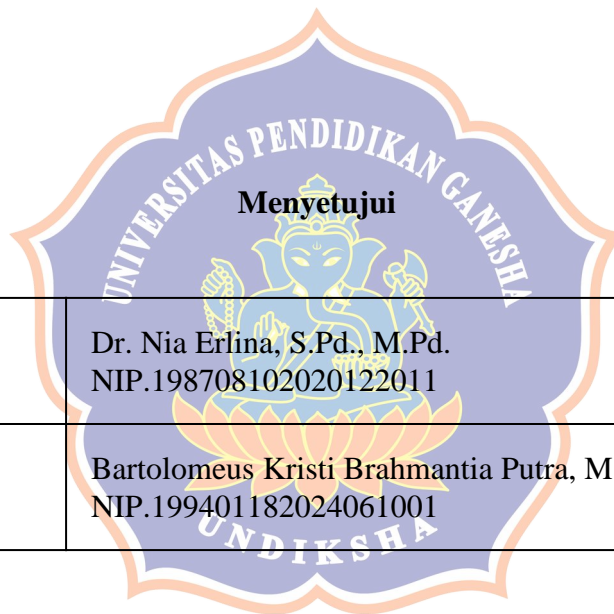 UNIVERSITAS PENDIDIKAN GANESHA
Menyetujui
Dr. Nia Erlina, S.Pd., M.Pd.
NIP.198708102020122011
Bartolomeus Kristi Brahmantia Putra, M
NIP.199401182024061001
UNDIKSHA